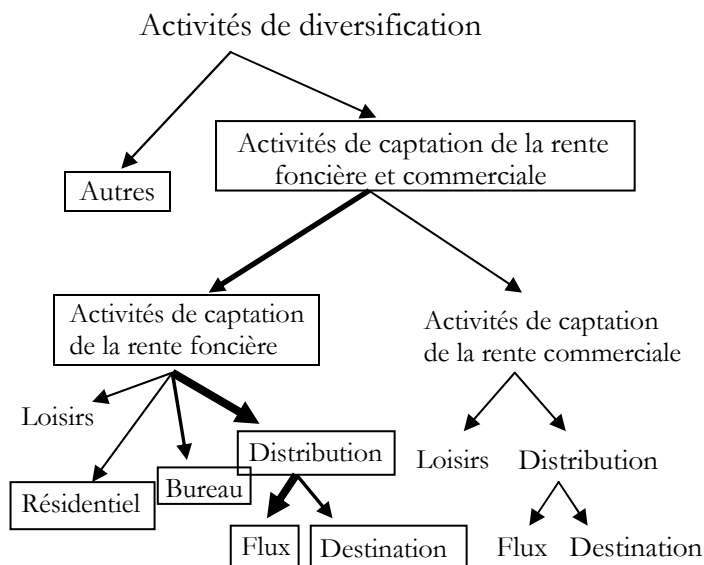 Activités de diversification
Activités de captation de la rente
foncière et commerciale
Autres
Activités de captation
de la rente foncière
Activités de captation
de la rente commerciale
Loisirs
Distribution
Loisirs
Distribution
Résidentiel
Bureau
Flux
Destination
Flux
Destination